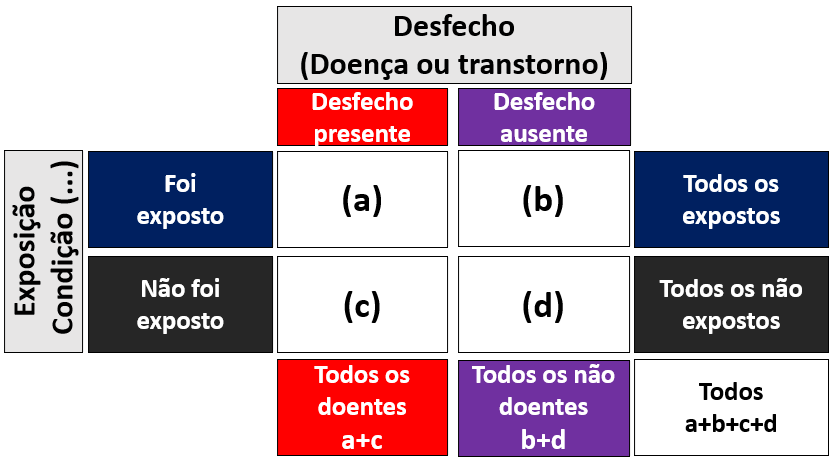 Desfecho
(Doença ou transtorno)
Desfecho
presente
Desfecho
ausente
Exposição
Condição (...)
Foi
exposto
(a)
(b)
Todos os
expostos
Não foi
exposto
(c)
(d)
Todos os não
expostos
Todos os
doentes
a+c
Todos os não
doentes
b+d
Todos
a+b+c+d